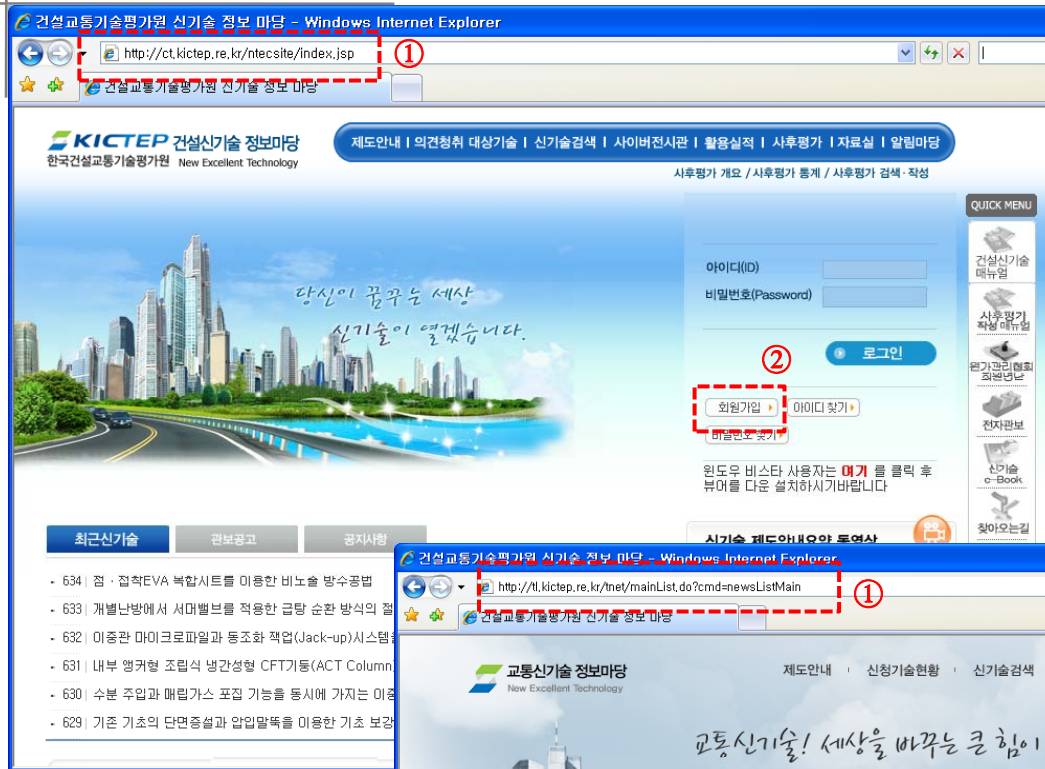 건설교통기술평가원 신기술 정보 마당 - Windows Internet Explorer
http://ct.kictep.re.kr/ntecsite/index.jsp
①
건설교통기술평가원 신기술 정보 마당
KICTEP 건설신기술 정보마당
한국건설교통기술평가원 New Excellent Technology
제도안내 | 의견청취 대상기술 | 신기술검색 | 사이버전시관 | 활용실적 | 사후평가 | 자료실 | 알림마당
사후평가 개요 / 사후평가 통계 / 사후평가 검색·작성
QUICK MENU
건설신기술
매뉴얼
사후평가
작성매뉴얼
원가관리협회
전자관보
신기술
e-Book
찾아오는길
당신이 꿈꾸는 세상
신기술이 열겠습니다.
아이디(ID)
비밀번호(Password)
로그인
②
회원가입
아이디 찾기
비밀번호 찾기
윈도우 비스타 사용자는 여기 를 클릭 후
뷰어를 다운 설치하시기바랍니다
신기술 제도안내요약 동영상
최근신기술
관보공고
공지사항
634 | 점ㆍ접착EVA 복합시트를 이용한 비노출 방수공법
633 | 개별난방에서 서머밸브를 적용한 급탕 순환 방식의 절
632 | 이중관 마이크로파일과 동조화 잭업(Jack-up)시스템
631 | 내부 앵커형 조립식 냉간성형 CFT기둥(ACT Column
630 | 수분 주입과 매립가스 포집 기능을 동시에 가지는 이중
629 | 기존 기초의 단면증설과 압입말뚝을 이용한 기초 보강
건설교통기술평가원 신기술 정보 마당 - Windows Internet Explorer
http://tl.kictep.re.kr/tnet/mainList.do?cmd=newsListMain
①
건설교통기술평가원 신기술 정보 마당
교통신기술 정보마당
New Excellent Technology
제도안내
신청기술현황
신기술검색
교통신기술! 세상을 바꾸는 큰 힘이